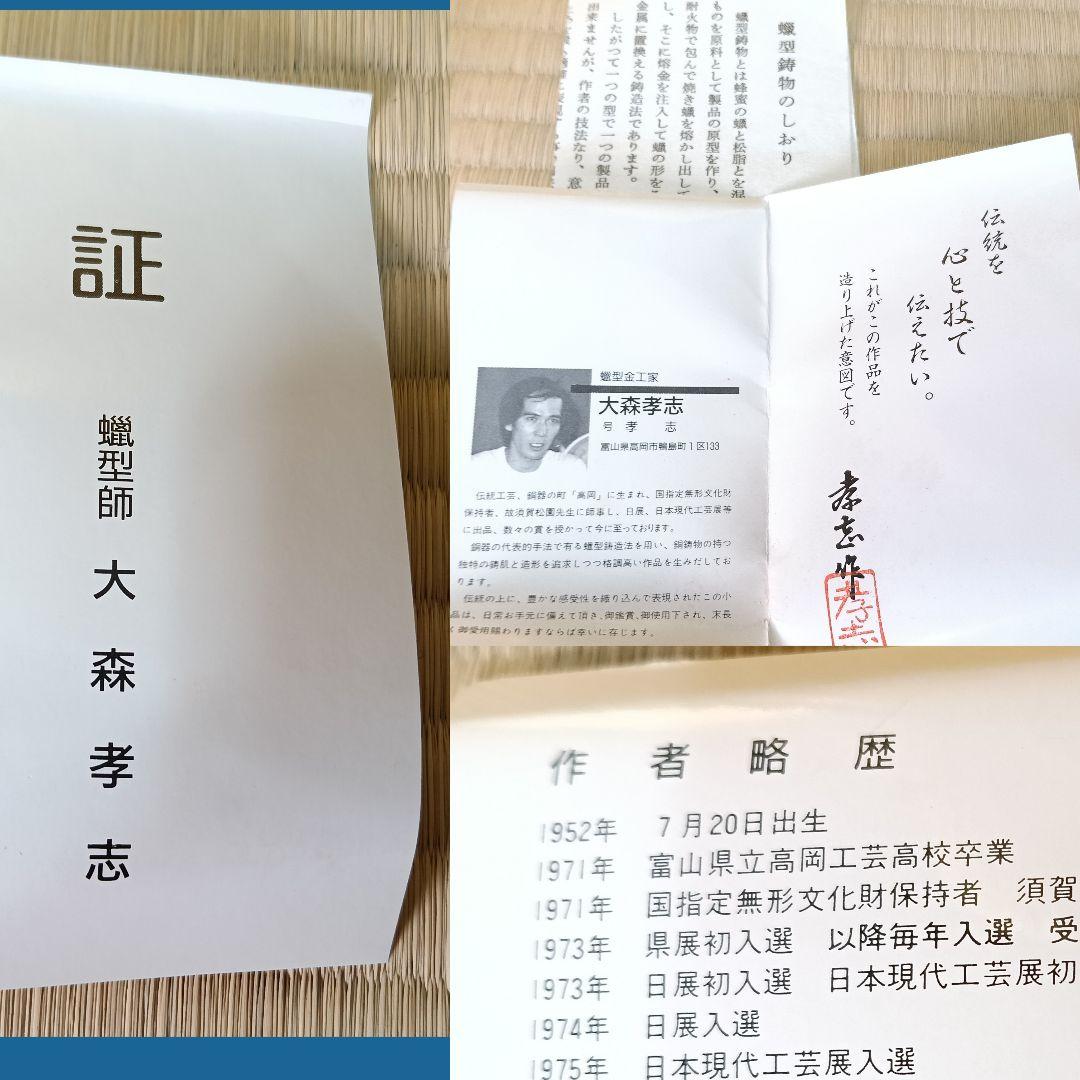 証
蠟型師 大森孝志
蠟型鋳物のしおり
蠟型鋳物とは蜂蜜の蠟と松脂とを混
ものを原料として製品の原型を作り、
耐火物で包んで焼き蠟を熔かし出して
し、そこに熔金を注入して蠟の形を
金属に置換える鋳造法であります。
したがつて一つの型で一つの製品
出来ませんが、作者の技法なり、意
伝統を
心と技で
伝えたい。
これがこの作品を
造り上げた意図です。
孝志作
孝志
蠟型金工家
大森孝志
号 孝 志
富山県高岡市輪島町1区133
伝統工芸、銅器の町「高岡」に生まれ、国指定無形文化財
保持者、故須賀松園先生に師事し、日展、日本現代工芸展等
に出品、数々の賞を授かって今に至っております。
銅器の代表的手法で有る蠟型鋳造法を用い、銅鋳物の持つ
独特の鋳肌と造形を追求しつつ格調高い作品を生みだしてお
ります。
伝統の上に、豊かな感受性を織り込んで表現されたこの小
品は、日常お手元に備えて頂き、御鑑賞、御使用下され、末長
く御愛用賜わりますならば幸いに存じます。
作者略歴
1952年 7月20日出生
1971年 富山県立高岡工芸高校卒業
1971年 国指定無形文化財保持者 須賀
1973年 県展初入選 以降毎年入選 受
1973年 日展初入選 日本現代工芸展初
1974年 日展入選
1975年 日本現代工芸展入選